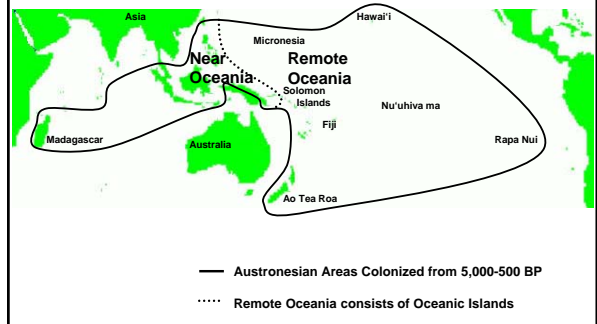 Asia
Hawai'i
Micronesia
Near
Oceania
Remote
Oceania
Solomon
Islands
Nu'uhiva ma
Fiji
Madagascar
Australia
Rapa Nui
Ao Tea Roa
Austronesian Areas Colonized from 5,000-500 BP
Remote Oceania consists of Oceanic Islands